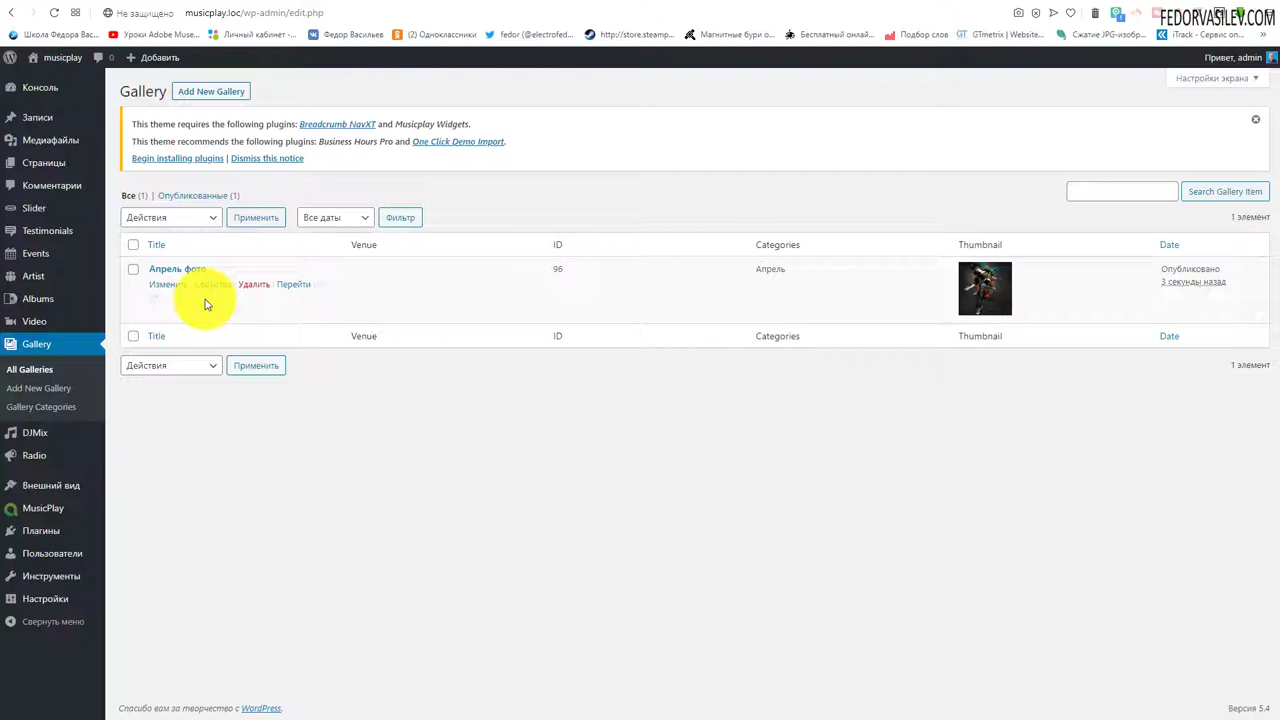 Не защищено musicplay.loc/wp-admin/edit.php
FEDORVASILEV.COM
Школа Федора Вас... Уроки Adobe Muse... Личный кабинет -... Федор Васильев (2) Одноклассники fedor (@electrofed... http://store.steamp... Магнитные бури о... Бесплатный онлай... Подбор слов GT GTmetrix | Производ... Сжатие JPG-изобр... iTrack - Сервис оп...
musicplay 0 Добавить Привет, admin
Консоль
Записи
Медиафайлы
Страницы
Комментарии
Slider
Testimonials
Events
Artist
Albums
Video
Gallery
All Galleries
Add New Gallery
Gallery Categories
DJMix
Radio
Внешний вид
MusicPlay
Плагины
Пользователи
Инструменты
Настройки
Свернуть меню
Настройки экрана
Gallery Add New Gallery
This theme requires the following plugins: Breadcrumb NavXT and Musicplay Widgets.
This theme recommends the following plugins: Business Hours Pro and One Click Demo Import.
Begin installing plugins | Dismiss this notice
Все (1) | Опубликованные (1)
Search Gallery Item
Действия Применить Все даты Фильтр 1 элемент
Title Venue ID Categories Thumbnail Date
Апрель фото 96 Апрель Опубликовано
Изменить Свойства Удалить Перейти 3 секунды назад
Title Venue ID Categories Thumbnail Date
Действия Применить 1 элемент
Спасибо вам за творчество с WordPress. Версия 5.4